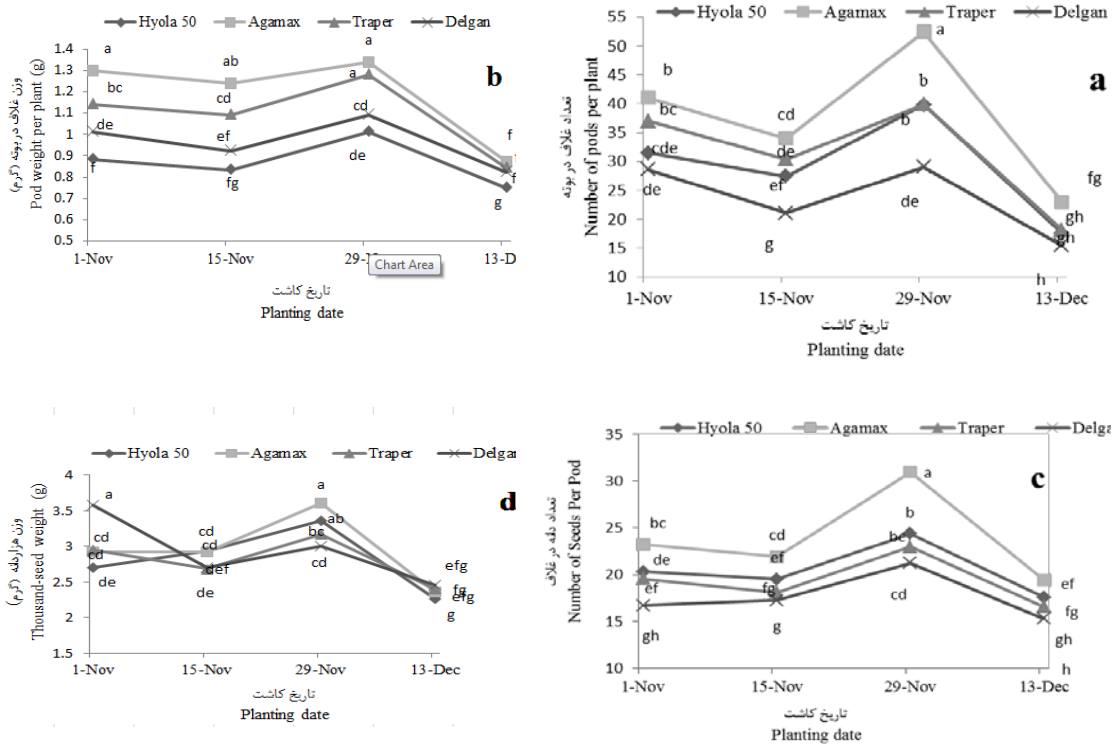 Hyola 50 Agamax Traper Delgan
b
وزن غلاف در بوته (گرم)
Pod weight per plant (g)
1.4
1.3
1.2
1.1
1
0.9
0.8
0.7
0.6
0.5
a ab a f
bc cd a f
de ef cd
f fg de g
1-Nov 15-Nov 29-N 13-D
Chart Area
تاریخ کاشت
Planting date
Hyola 50 Agamax Traper Delgan
a
تعداد غلاف در بوته
Number of pods per plant
55
50
45
40
35
30
25
20
15
10
b cd a fg
bc de b gh
cde ef b gh
de g de h
1-Nov 15-Nov 29-Nov 13-Dec
تاریخ کاشت
Planting date
Hyola 50 Agamax Traper Delgan
d
وزن هزاردانه (گرم)
Thousand-seed weight (g)
4
3.5
3
2.5
2
1.5
a cd a efg
cd cd ab fg
cd def bc efg
de de cd g
1-Nov 15-Nov 29-Nov 13-Dec
تاریخ کاشت
Planting date
Hyola 50 Agamax Traper Delga
c
تعداد دانه در غلاف
Number of Seeds Per Pod
35
30
25
20
15
10
bc cd a ef
de ef b fg
ef fg bc gh
gh g cd h
1-Nov 15-Nov 29-Nov 13-Dec
تاریخ کاشت
Planting date